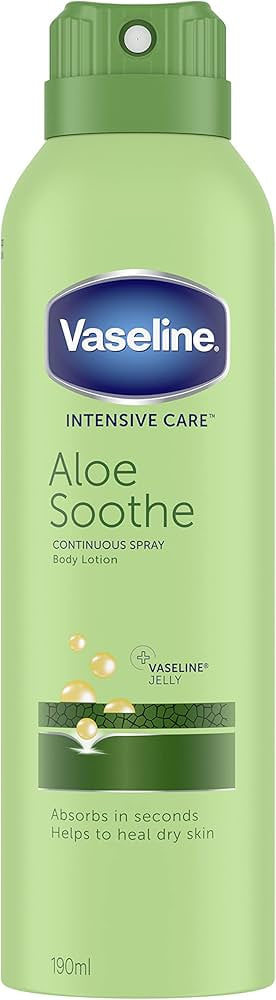 Vaseline®
INTENSIVE CARE™
Aloe
Soothe
CONTINUOUS SPRAY
Body Lotion
VASELINE®
JELLY
Absorbs in seconds
Helps to heal dry skin
190ml